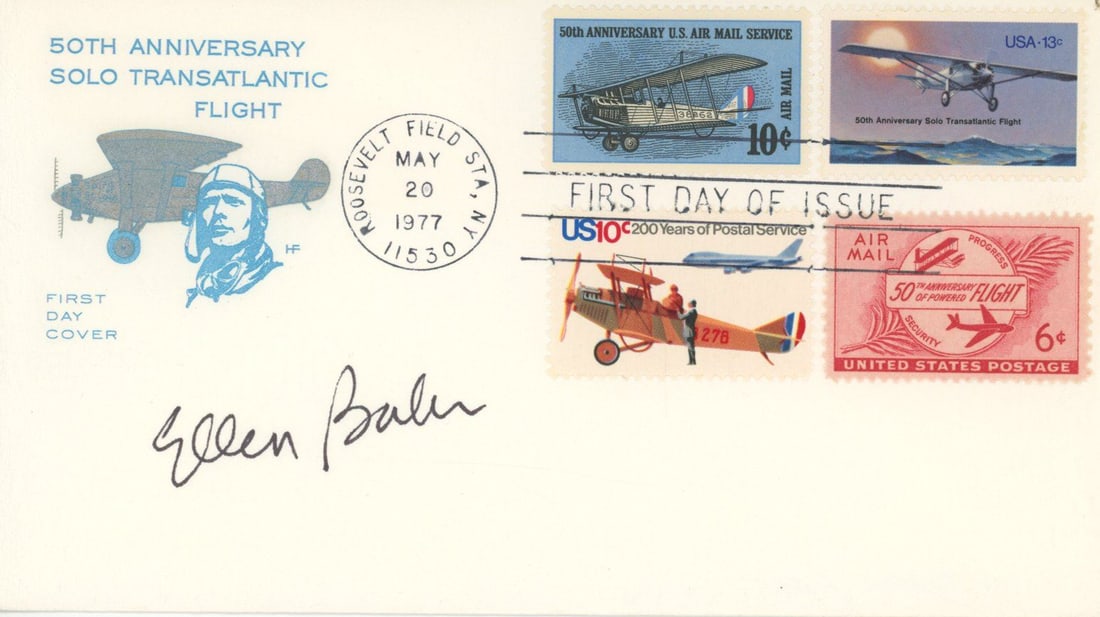 50TH ANNIVERSARY
SOLO TRANSATLANTIC
FLIGHT
HF
FIRST
DAY
COVER
ROOSEVELT FIELD STA, NY
MAY
20
1977
11530
50th ANNIVERSARY U.S. AIR MAIL SERVICE
38262
AIR MAIL
10¢
USA·13c
50th Anniversary Solo Transatlantic Flight
FIRST DAY OF ISSUE
US10c 200 Years of Postal Service
276
AIR
MAIL
PROGRESS
50TH ANNIVERSARY
OF POWERED FLIGHT
SECURITY
6¢
UNITED STATES POSTAGE
Ellen Baker